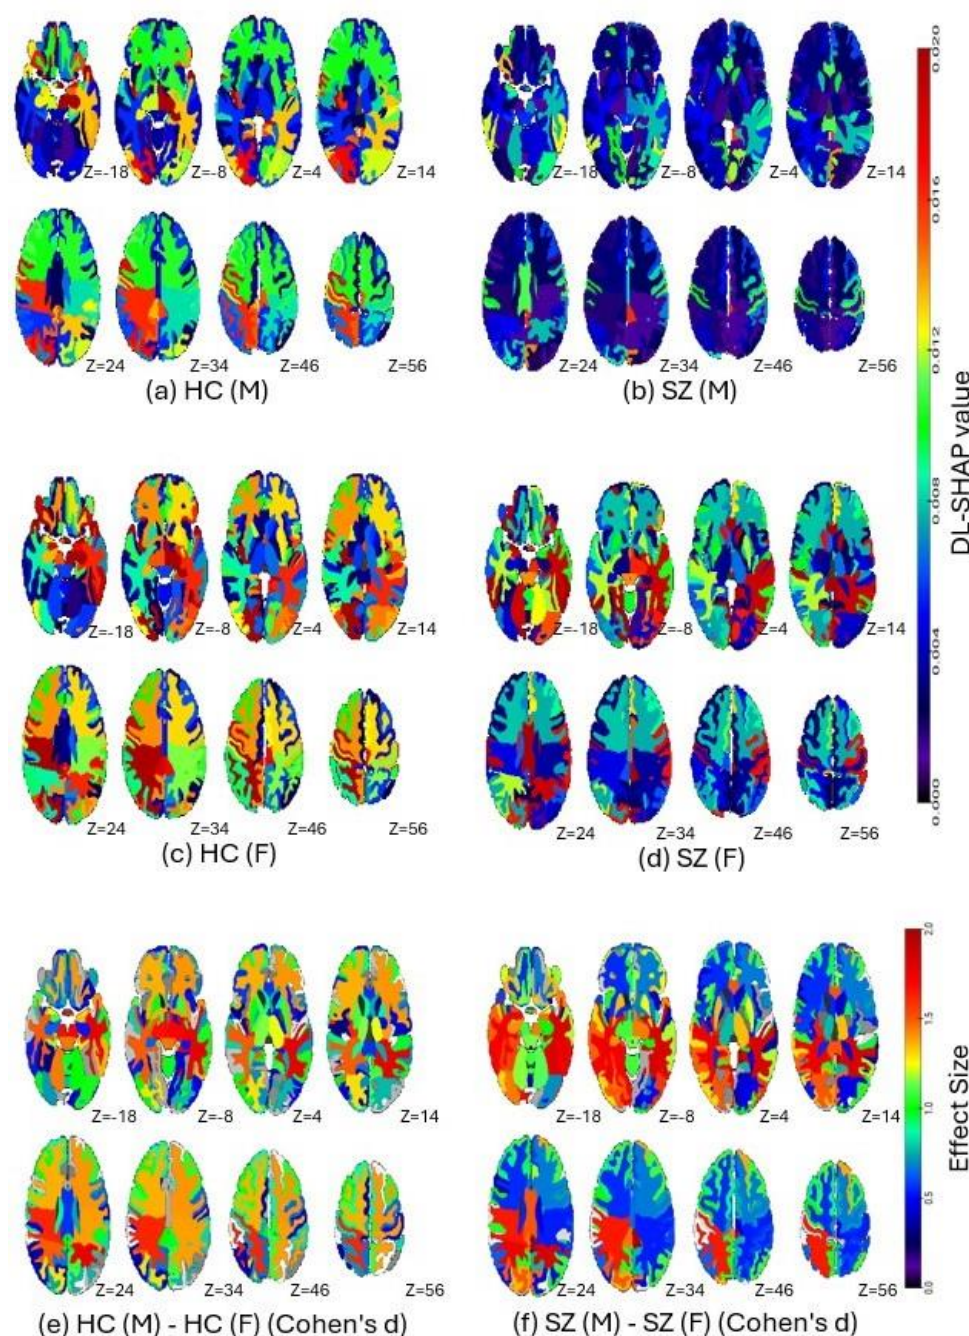 Z=-18 Z=-8 Z=4 Z=14
Z=24 Z=34 Z=46 Z=56
(a) HC (M)
Z=-18 Z=-8 Z=4 Z=14
Z=24 Z=34 Z=46 Z=56
(b) SZ (M)
Z=-18 Z=-8 Z=4 Z=14
Z=24 Z=34 Z=46 Z=56
(c) HC (F)
Z=-18 Z=-8 Z=4 Z=14
Z=24 Z=34 Z=46 Z=56
(d) SZ (F)
0.020
0.016
0.012
0.008
0.004
0.000
DL-SHAP value
Z=-18 Z=-8 Z=4 Z=14
Z=24 Z=34 Z=46 Z=56
(e) HC (M) - HC (F) (Cohen's d)
Z=-18 Z=-8 Z=4 Z=14
Z=24 Z=34 Z=46 Z=56
(f) SZ (M) - SZ (F) (Cohen's d)
2.0
1.5
1.0
0.5
0.0
Effect Size